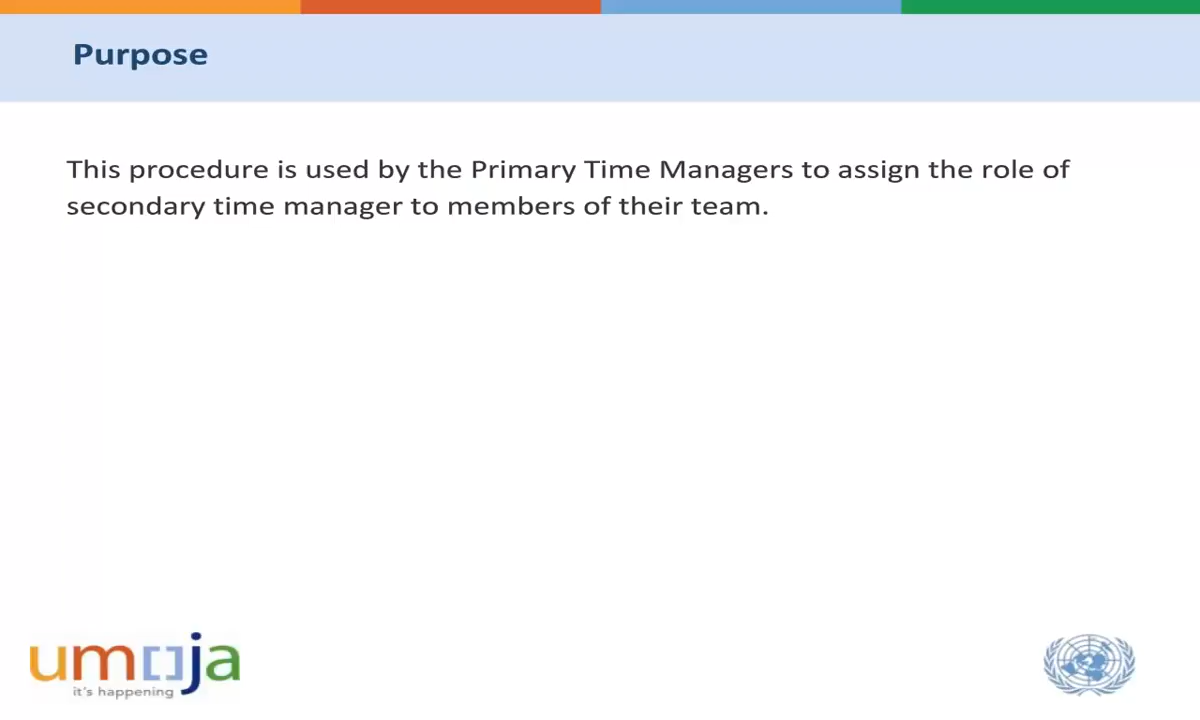 Purpose
This procedure is used by the Primary Time Managers to assign the role of
secondary time manager to members of their team.
umoja
it's happening